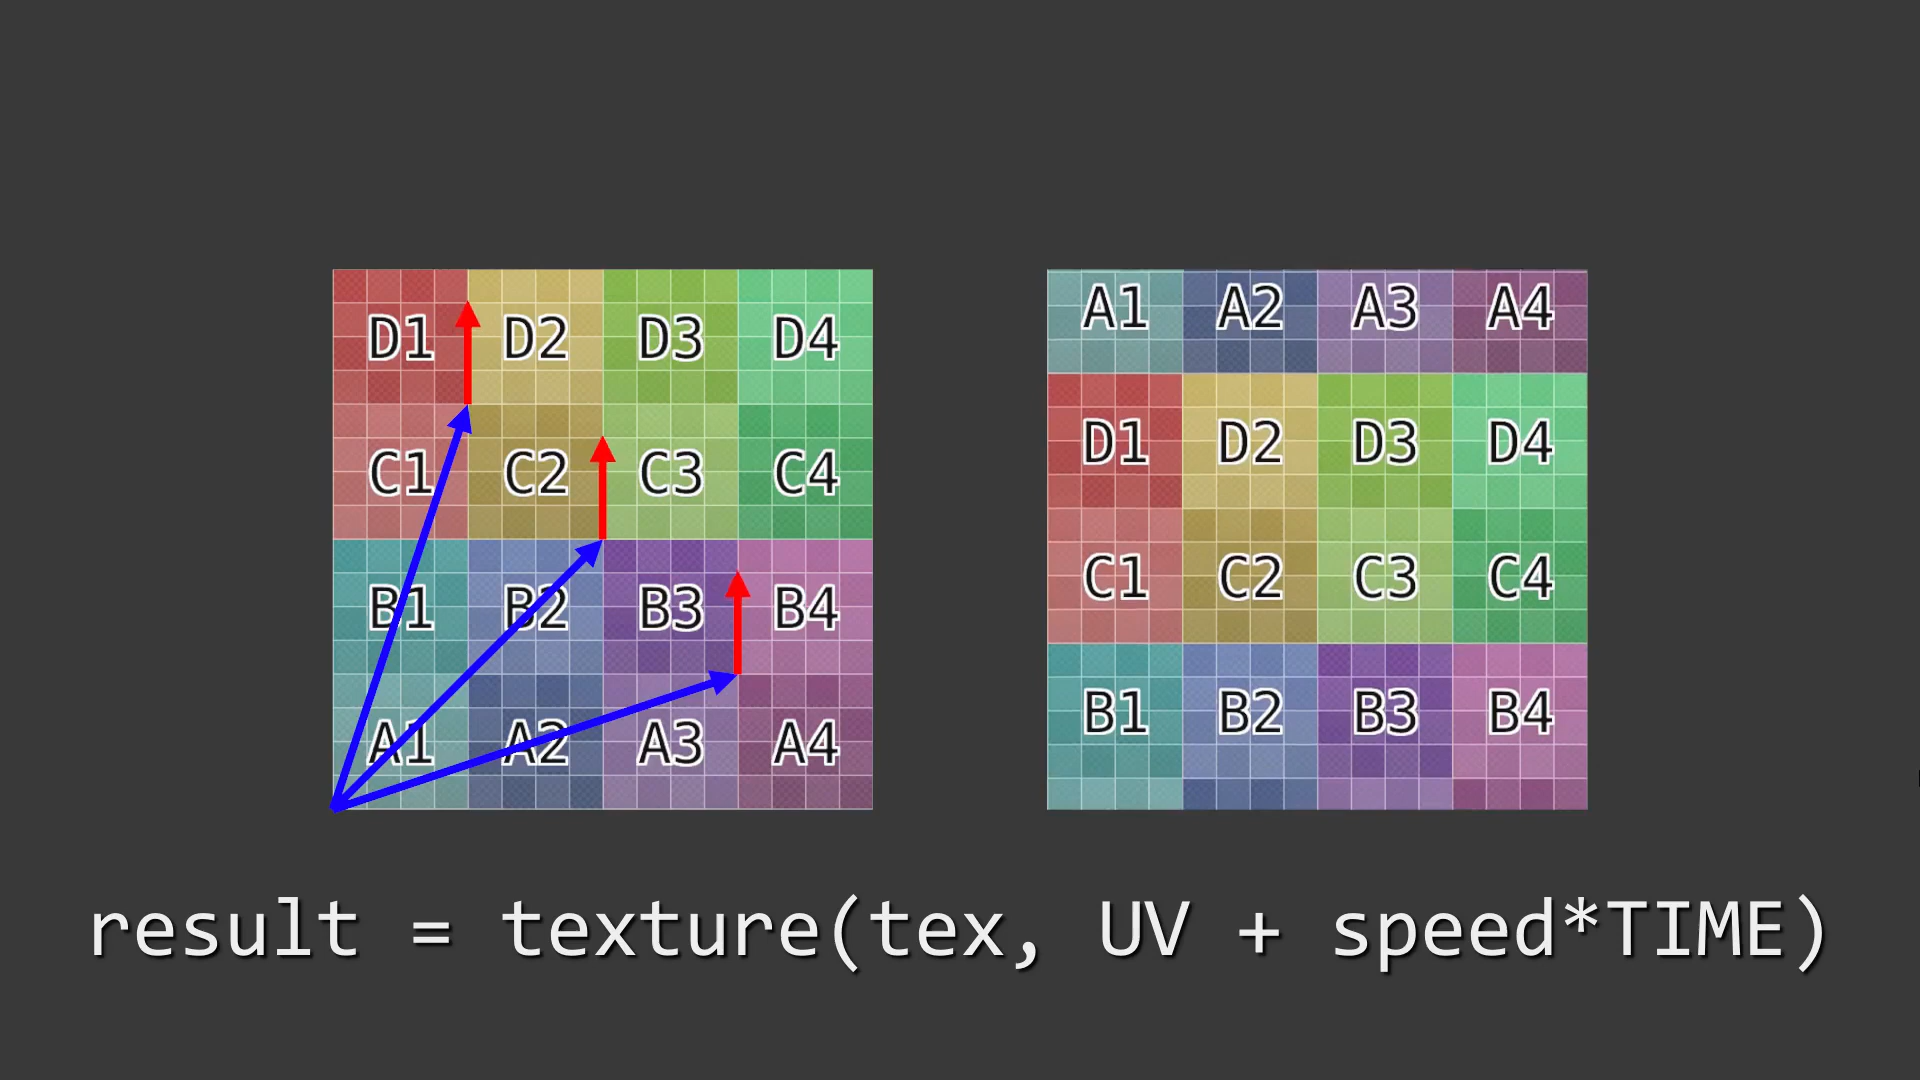 D1 D2 D3 D4
C1 C2 C3 C4
B1 B2 B3 B4
A1 A2 A3 A4
A1 A2 A3 A4
D1 D2 D3 D4
C1 C2 C3 C4
B1 B2 B3 B4
result = texture(tex, UV + speed*TIME)